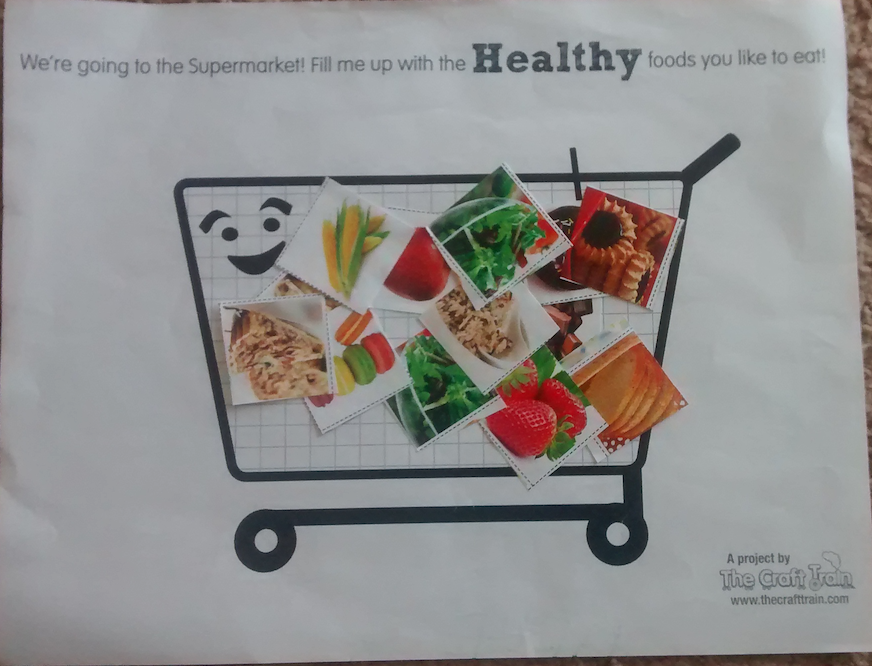 We're going to the Supermarket! Fill me up with the Healthy foods you like to eat!
A project by
The Craft Train
www.thecrafttrain.com